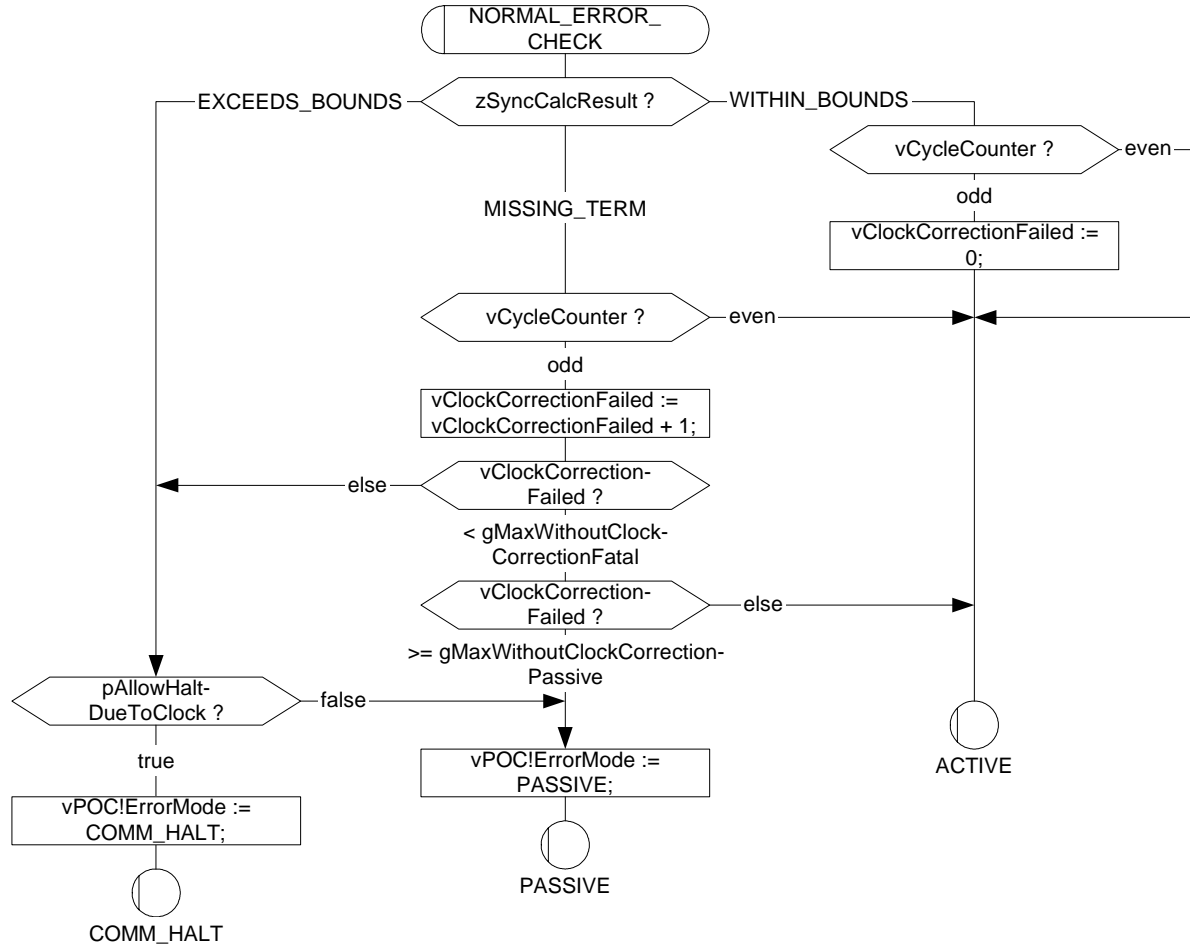 NORMAL_ERROR_
CHECK
EXCEEDS_BOUNDS
zSyncCalcResult ?
WITHIN_BOUNDS
vCycleCounter ?
even
odd
MISSING_TERM
vClockCorrectionFailed :=
0;
vCycleCounter ?
even
odd
vClockCorrectionFailed :=
vClockCorrectionFailed + 1;
else
vClockCorrection-
Failed ?
< gMaxWithoutClock-
CorrectionFatal
vClockCorrection-
Failed ?
else
>= gMaxWithoutClockCorrection-
Passive
pAllowHalt-
DueToClock ?
false
true
vPOC!ErrorMode :=
PASSIVE;
ACTIVE
vPOC!ErrorMode :=
COMM_HALT;
PASSIVE
COMM_HALT